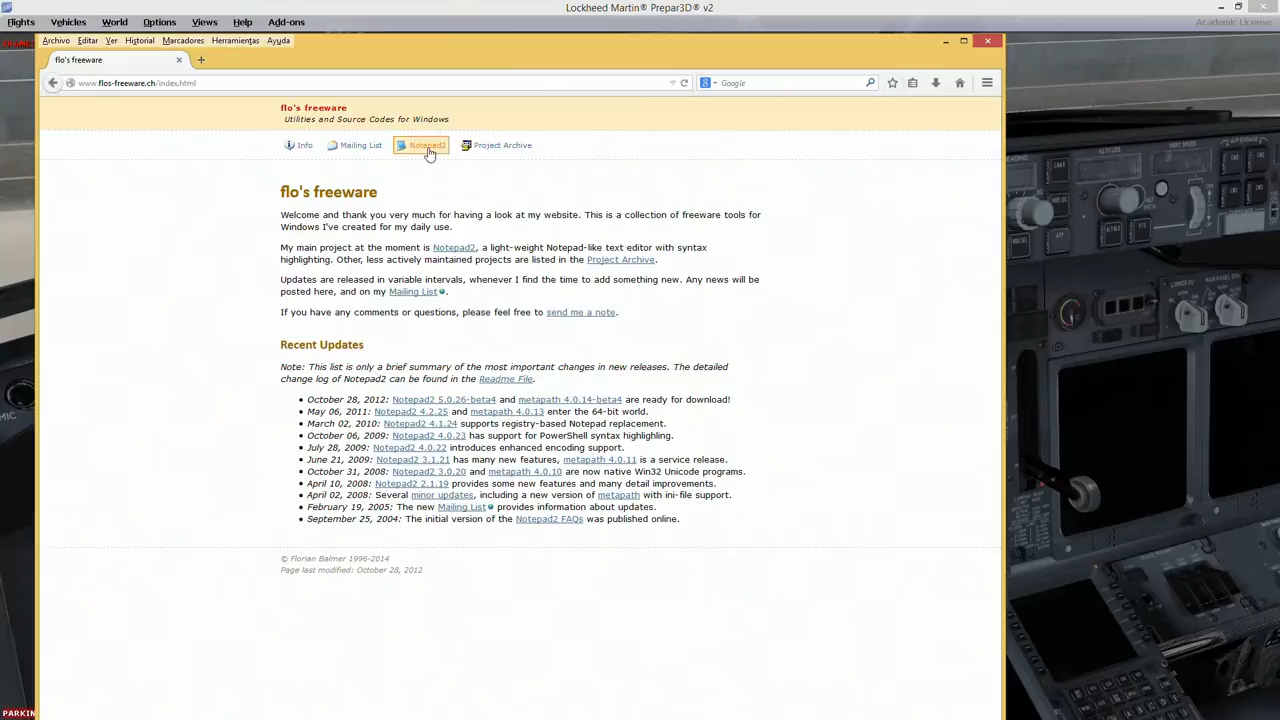 Lockheed Martin® Prepar3D® v2
Flights Vehicles World Options Views Help Add-ons Academic License
Archivo Editar Ver Historial Marcadores Herramientas Ayuda
flo's freeware
www.flos-freeware.ch/index.html
Google
flo's freeware
Utilities and Source Codes for Windows
Info Mailing List Notepad2 Project Archive
flo's freeware
Welcome and thank you very much for having a look at my website. This is a collection of freeware tools for
Windows I've created for my daily use.
My main project at the moment is Notepad2, a light-weight Notepad-like text editor with syntax
highlighting. Other, less actively maintained projects are listed in the Project Archive.
Updates are released in variable intervals, whenever I find the time to add something new. Any news will be
posted here, and on my Mailing List.
If you have any comments or questions, please feel free to send me a note.
Recent Updates
Note: This list is only a brief summary of the most important changes in new releases. The detailed
change log of Notepad2 can be found in the Readme File.
• October 28, 2012: Notepad2 5.0.26-beta4 and metapath 4.0.14-beta4 are ready for download!
• May 06, 2011: Notepad2 4.2.25 and metapath 4.0.13 enter the 64-bit world.
• March 02, 2010: Notepad2 4.1.24 supports registry-based Notepad replacement.
• October 06, 2009: Notepad2 4.0.23 has support for PowerShell syntax highlighting.
• July 28, 2009: Notepad2 4.0.22 introduces enhanced encoding support.
• June 21, 2009: Notepad2 3.1.21 has many new features, metapath 4.0.11 is a service release.
• October 31, 2008: Notepad2 3.0.20 and metapath 4.0.10 are now native Win32 Unicode programs.
• April 10, 2008: Notepad2 2.1.19 provides some new features and many detail improvements.
• April 02, 2008: Several minor updates, including a new version of metapath with ini-file support.
• February 19, 2005: The new Mailing List provides information about updates.
• September 25, 2004: The initial version of the Notepad2 FAQs was published online.
© Florian Balmer 1996-2014
Page last modified: October 28, 2012
PARKIN